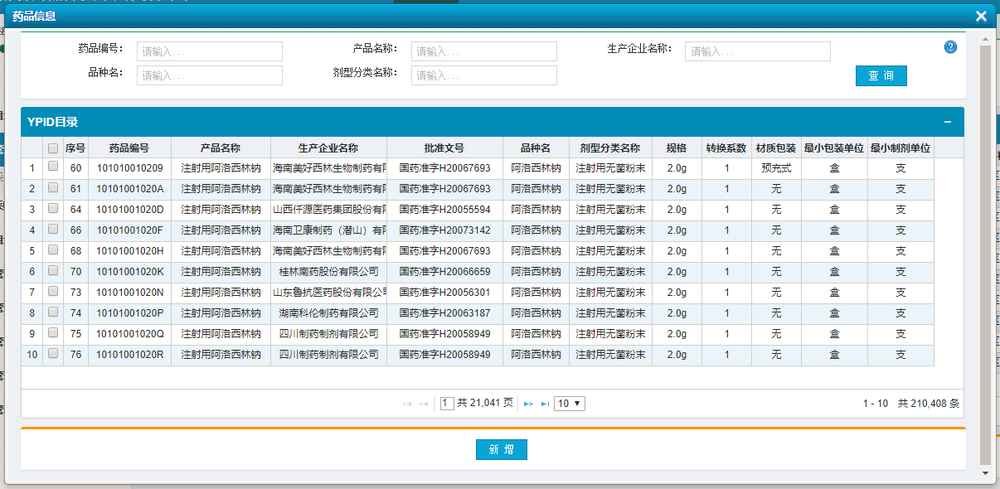 药品信息
药品编号： 请输入... 产品名称： 请输入... 生产企业名称： 请输入...
品种名： 请输入... 剂型分类名称： 请输入... 查 询
YPID目录
序号 药品编号 产品名称 生产企业名称 批准文号 品种名 剂型分类名称 规格 转换系数 材质包装 最小包装单位 最小制剂单位
1 60 101010010209 注射用阿洛西林钠 海南美好西林生物制药有 国药准字H20067693 阿洛西林钠 注射用无菌粉末 2.0g 1 预充式 盒 支
2 61 10101001020A 注射用阿洛西林钠 海南美好西林生物制药有 国药准字H20067693 阿洛西林钠 注射用无菌粉末 2.0g 1 无 盒 支
3 64 10101001020D 注射用阿洛西林钠 山西仟源医药集团股份有 国药准字H20055594 阿洛西林钠 注射用无菌粉末 2.0g 1 无 盒 支
4 66 10101001020F 注射用阿洛西林钠 海南卫康制药（潜山）有 国药准字H20073142 阿洛西林钠 注射用无菌粉末 2.0g 1 无 盒 支
5 68 10101001020H 注射用阿洛西林钠 海南美好西林生物制药有 国药准字H20067693 阿洛西林钠 注射用无菌粉末 2.0g 1 无 盒 支
6 70 10101001020K 注射用阿洛西林钠 桂林南药股份有限公司 国药准字H20066659 阿洛西林钠 注射用无菌粉末 2.0g 1 无 盒 支
7 73 10101001020N 注射用阿洛西林钠 山东鲁抗医药股份有限公司 国药准字H20056301 阿洛西林钠 注射用无菌粉末 2.0g 1 无 盒 支
8 74 10101001020P 注射用阿洛西林钠 湖南科伦制药有限公司 国药准字H20063187 阿洛西林钠 注射用无菌粉末 2.0g 1 无 盒 支
9 75 10101001020Q 注射用阿洛西林钠 四川制药制剂有限公司 国药准字H20058949 阿洛西林钠 注射用无菌粉末 2.0g 1 无 盒 支
10 76 10101001020R 注射用阿洛西林钠 四川制药制剂有限公司 国药准字H20058949 阿洛西林钠 注射用无菌粉末 2.0g 1 无 盒 支
1 共 21,041 页 10 1 - 10 共 210,408 条
新 增